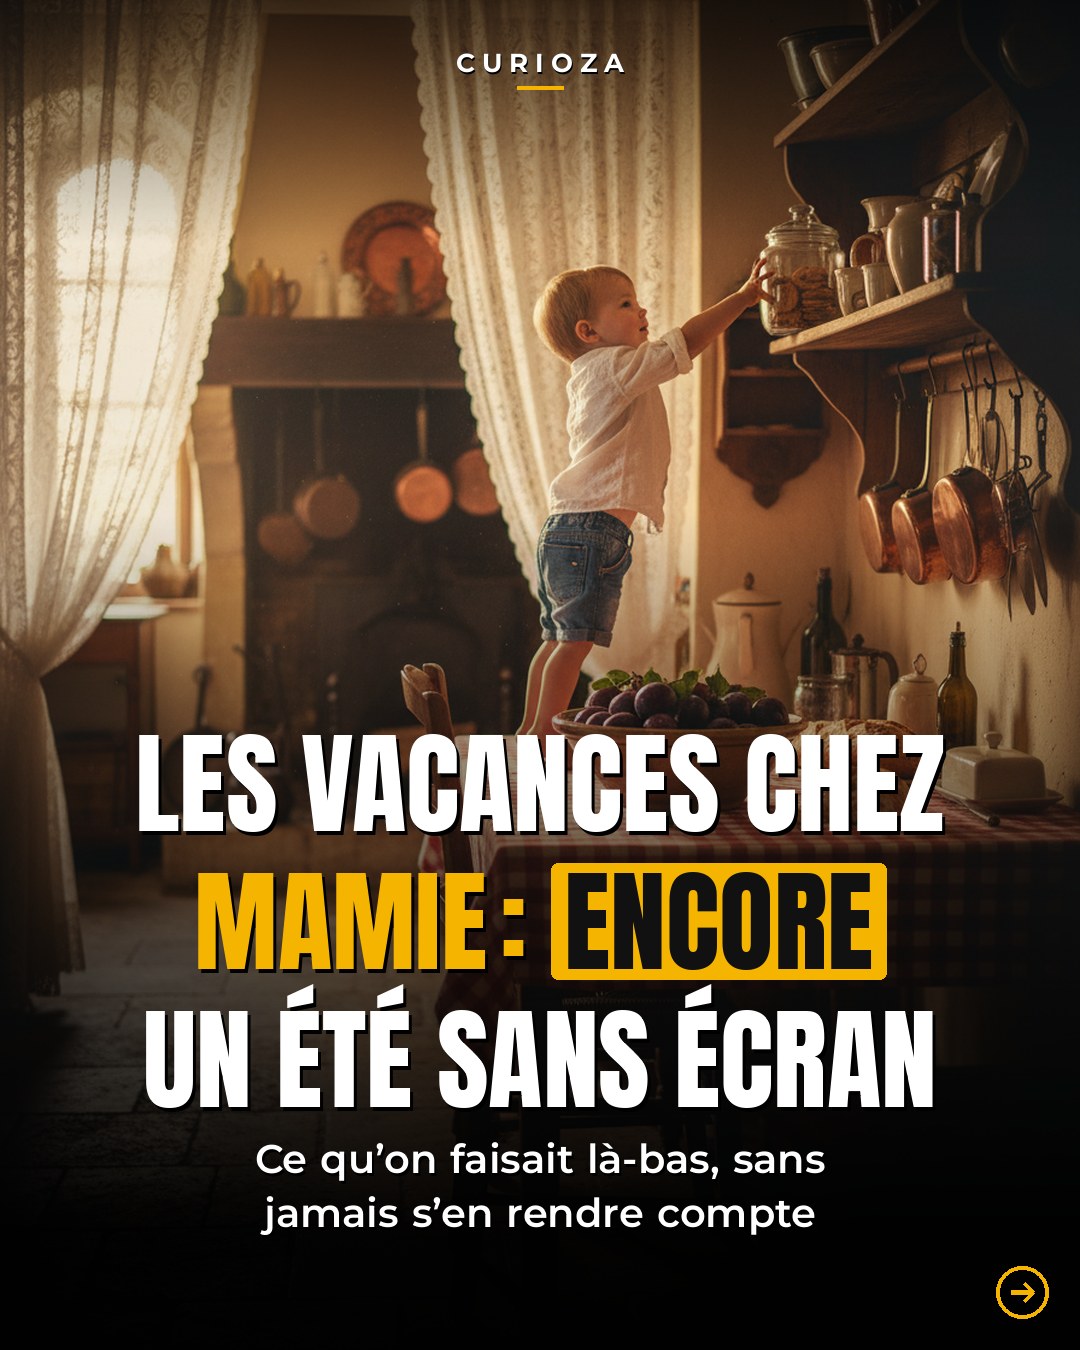 CURIOZA
LES VACANCES CHEZ
MAMIE : ENCORE
UN ÉTÉ SANS ÉCRAN
Ce qu’on faisait là-bas, sans
jamais s’en rendre compte